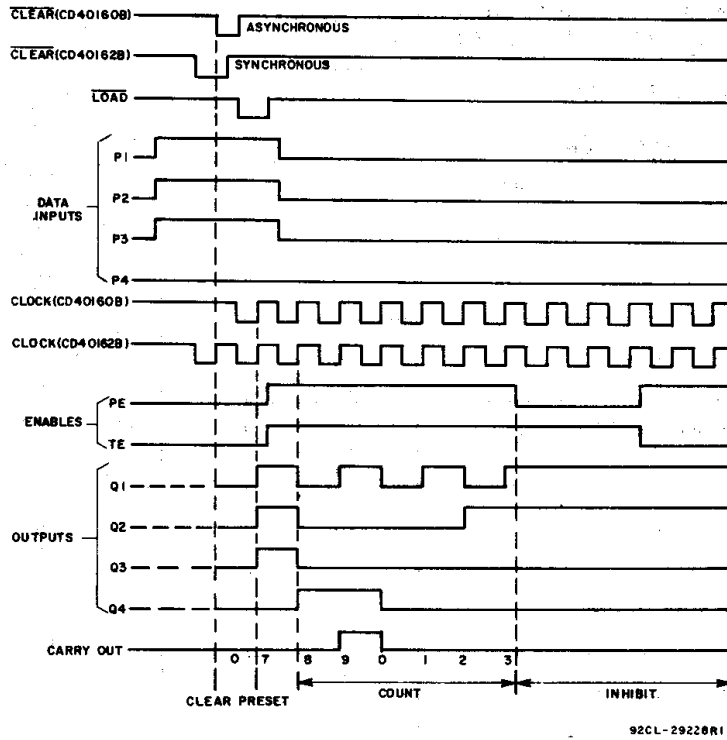 CLEAR(CD40160B)
ASYNCHRONOUS
CLEAR(CD40162B)
SYNCHRONOUS
LOAD
P1
P2
DATA INPUTS
P3
P4
CLOCK(CD40160B)
CLOCK(CD40162B)
PE
ENABLES
TE
Q1
Q2
OUTPUTS
Q3
Q4
CARRY OUT
0 7 8 9 0 1 2 3
CLEAR PRESET
COUNT
INHIBIT
92CL-29228R1